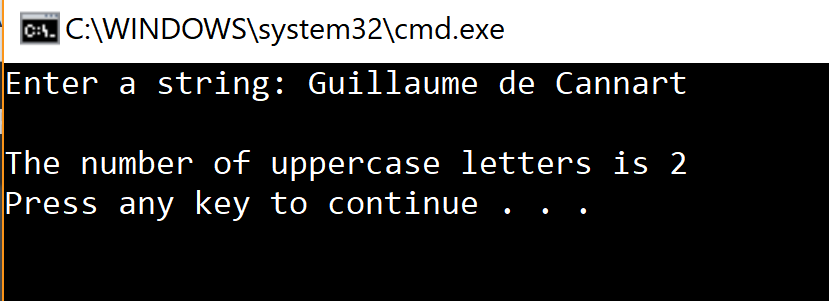 C:\WINDOWS\system32\cmd.exe
Enter a string: Guillaume de Cannart
The number of uppercase letters is 2
Press any key to continue . . .